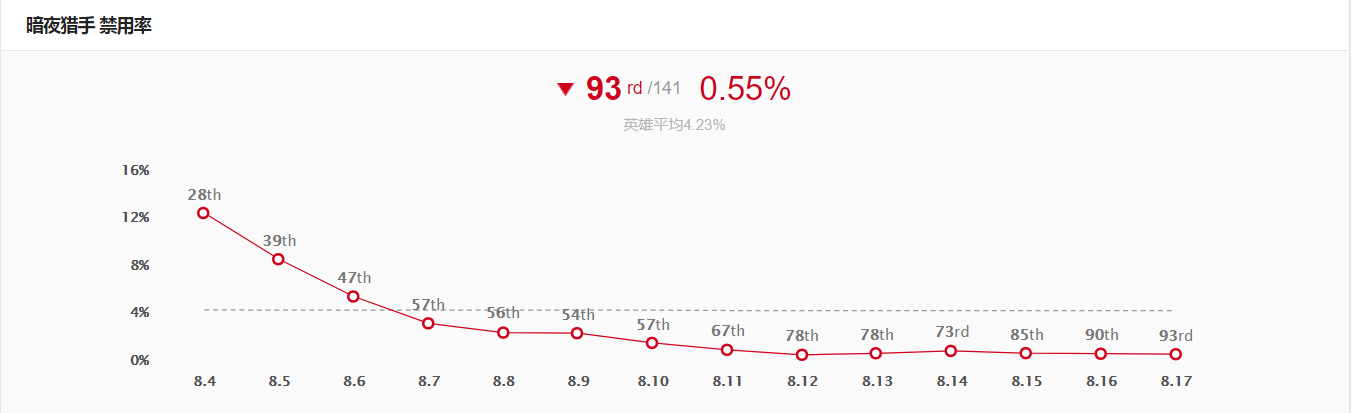 暗夜猎手 禁用率
▼ 93 rd /141 0.55%
英雄平均4.23%
16%
28th
12%
39th
8%
47th
57th 56th 54th
4%
57th 67th 78th 78th 73rd 85th 90th 93rd
0%
8.4 8.5 8.6 8.7 8.8 8.9 8.10 8.11 8.12 8.13 8.14 8.15 8.16 8.17